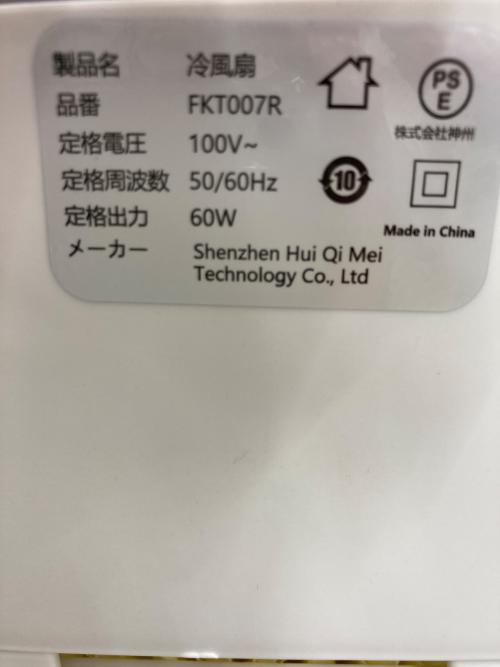 製品名 冷風扇
品番 FKT007R
定格電圧 100V~
定格周波数 50/60Hz
定格出力 60W
メーカー Shenzhen Hui Qi Mei
Technology Co., Ltd
PS
E
株式会社神州
10
Made in China